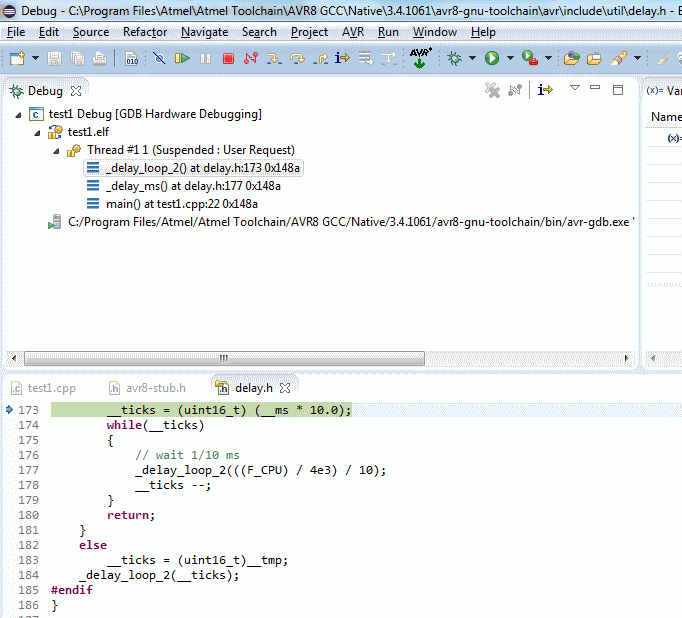 Debug - C:\Program Files\Atmel\Atmel Toolchain\AVR8 GCC\Native\3.4.1061\avr8-gnu-toolchain\avr\include\util\delay.h - E
File Edit Source Refactor Navigate Search Project AVR Run Window Help
010 AVR
Debug
(x)= Var
test1 Debug [GDB Hardware Debugging]
Name
test1.elf
(x)=
Thread #1 1 (Suspended : User Request)
_delay_loop_2() at delay.h:173 0x148a
_delay_ms() at delay.h:177 0x148a
main() at test1.cpp:22 0x148a
C:/Program Files/Atmel/Atmel Toolchain/AVR8 GCC/Native/3.4.1061/avr8-gnu-toolchain/bin/avr-gdb.exe '
test1.cpp avr8-stub.h delay.h
173 __ticks = (uint16_t) (__ms * 10.0);
174 while(__ticks)
175 {
176 // wait 1/10 ms
177 _delay_loop_2(((F_CPU) / 4e3) / 10);
178 __ticks --;
179 }
180 return;
181 }
182 else
183 __ticks = (uint16_t)__tmp;
184 _delay_loop_2(__ticks);
185 #endif
186 }